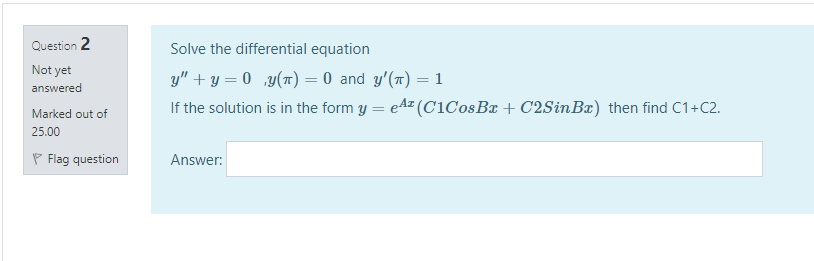 Question 2
Not yet
answered
Marked out of
25.00
Flag question
Solve the differential equation
y'' + y = 0 ,y(π) = 0 and y'(π) = 1
If the solution is in the form y = e^{Ax}(C1CosBx + C2SinBx) then find C1+C2.
Answer: